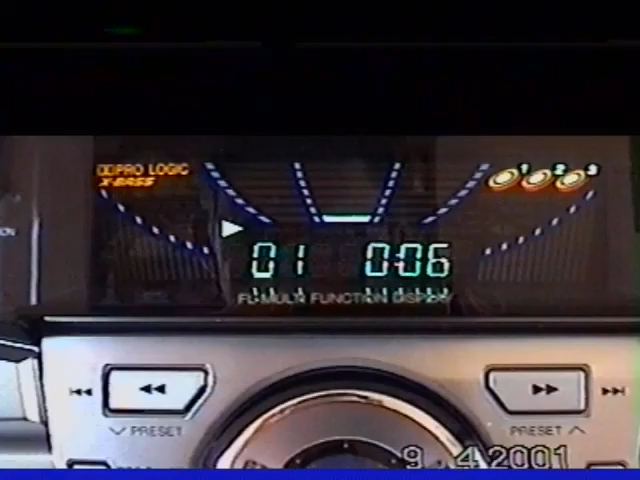 PRO LOGIC
X-BASS
1 2 3
01 0:06
FL-MULTI FUNCTION DISPLAY
PRESET
PRESET
9 4 2001